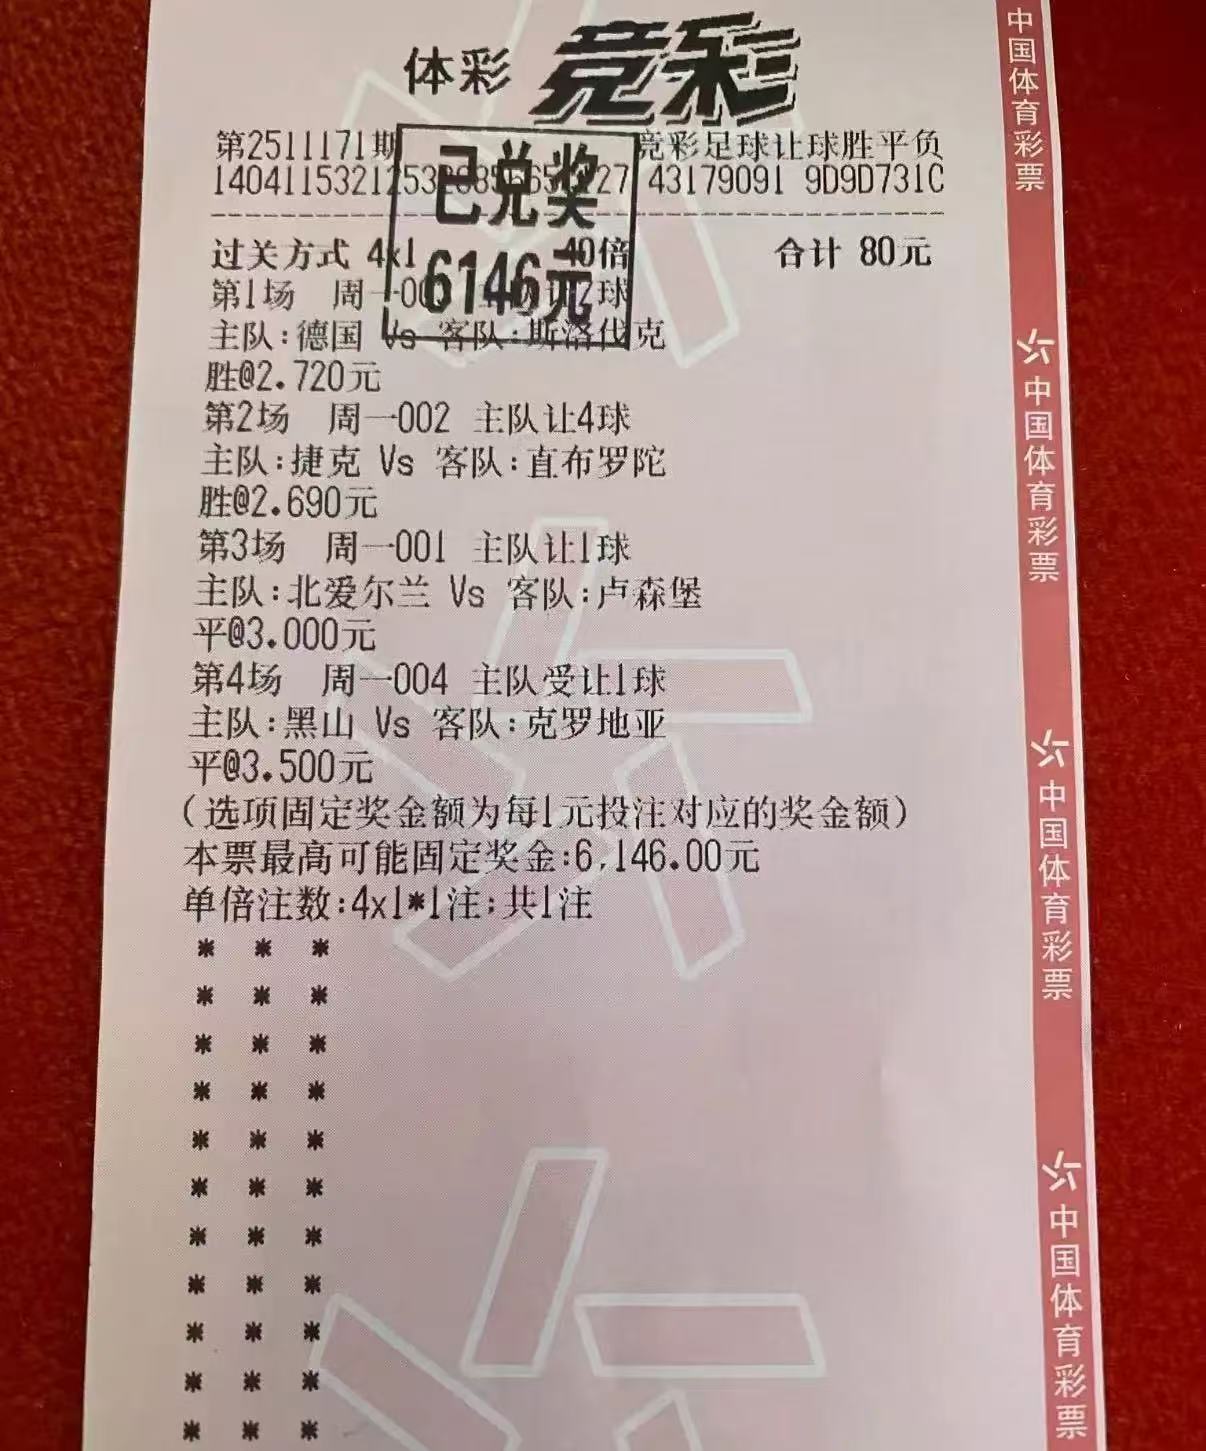 体彩 竞彩
第2511171期 竞彩足球让球胜平负
43179091 9D9D731C
已兑奖
6146元
过关方式 4x1 40倍 合计 80元
第1场 周一 球
主队:德国 Vs 客队:斯洛伐克
胜@2.720元
第2场 周一002 主队让4球
主队:捷克 Vs 客队:直布罗陀
胜@2.690元
第3场 周一001 主队让1球
主队:北爱尔兰 Vs 客队:卢森堡
平@3.000元
第4场 周一004 主队受让1球
主队:黑山 Vs 客队:克罗地亚
平@3.500元
(选项固定奖金额为每1元投注对应的奖金额)
本票最高可能固定奖金:6,146.00元
单倍注数:4x1*1注;共1注
* * *
* * *
* * *
* * *
* * *
* * *
* * *
* * *
* * *
* * *
* * *
中国体育彩票
中国体育彩票
中国体育彩票
中国体育彩票